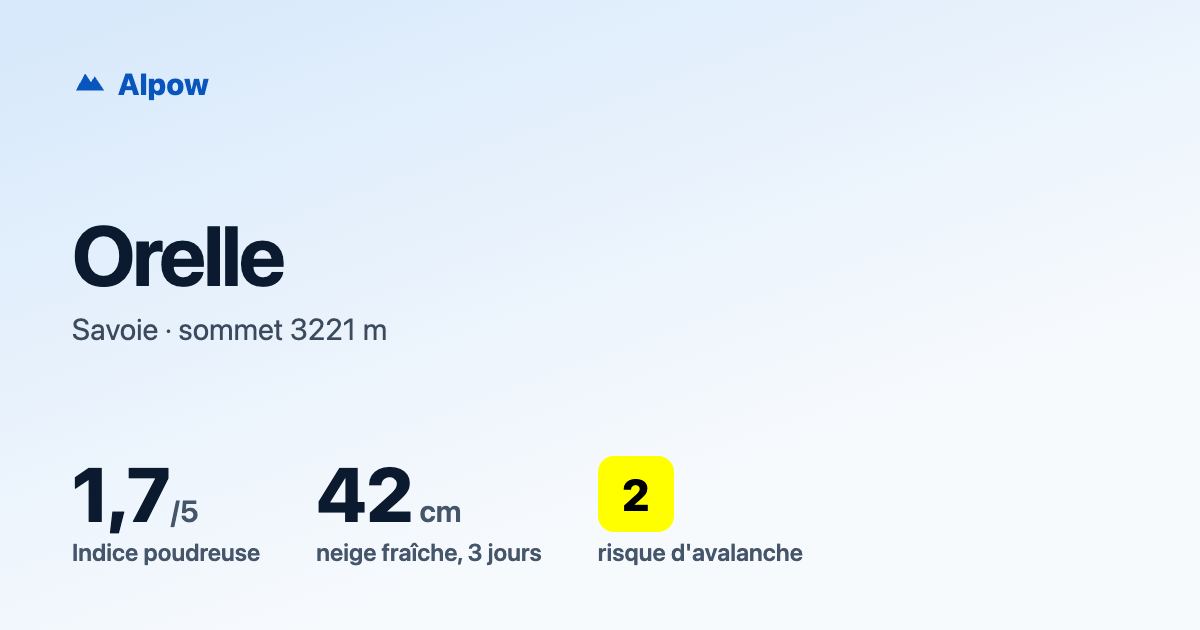 Alpow
Orelle
Savoie · sommet 3221 m
1,7/5
Indice poudreuse
42 cm
neige fraîche, 3 jours
2
risque d'avalanche